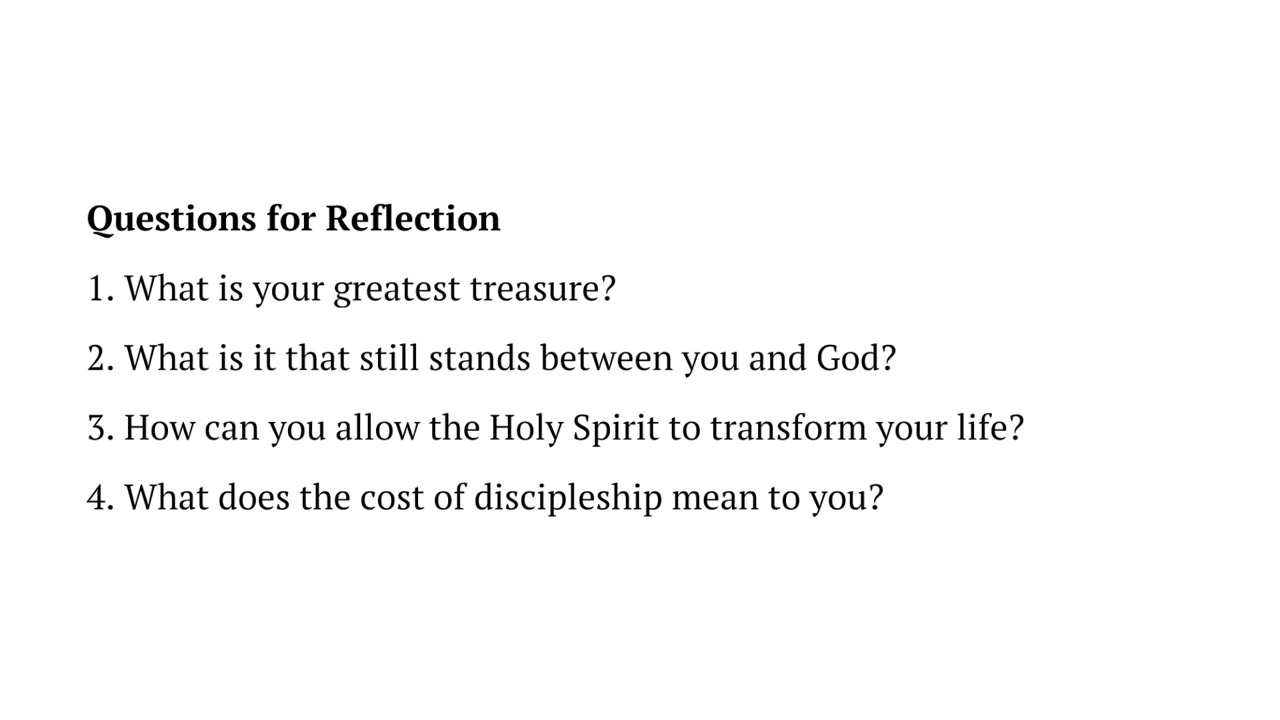 Questions for Reflection
1. What is your greatest treasure?
2. What is it that still stands between you and God?
3. How can you allow the Holy Spirit to transform your life?
4. What does the cost of discipleship mean to you?